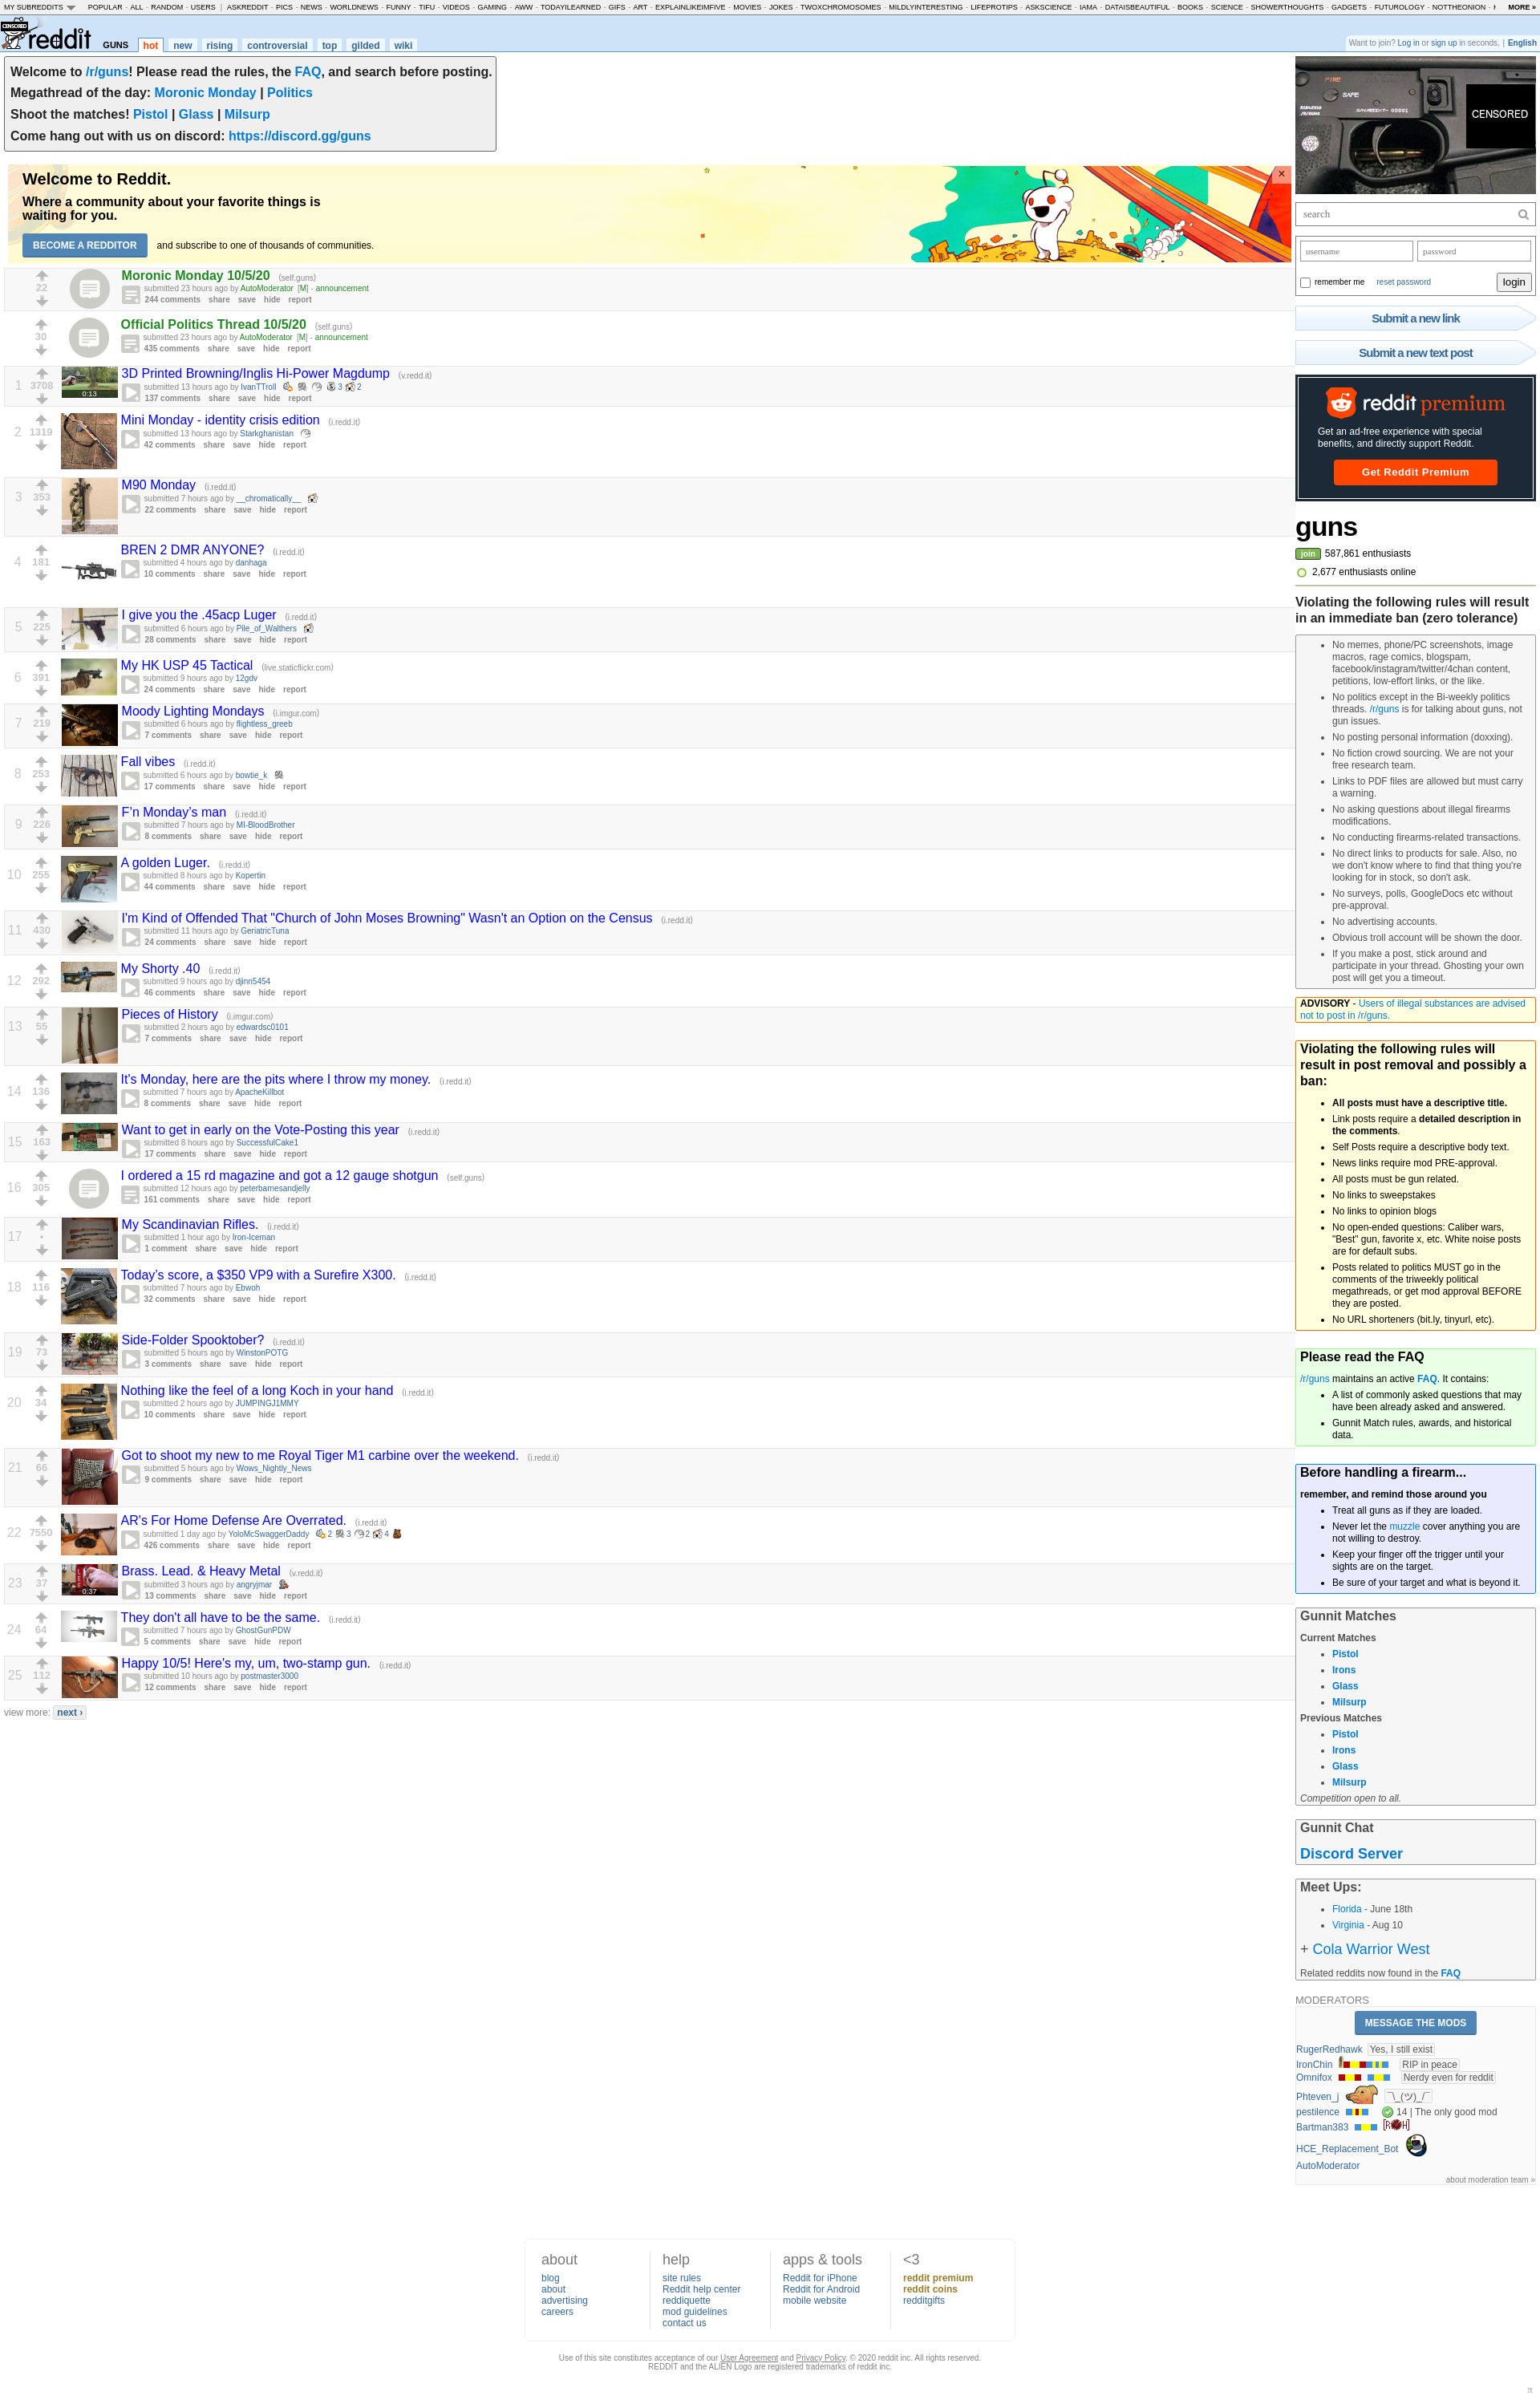 MY SUBREDDITS POPULAR - ALL - RANDOM - USERS | ASKREDDIT - PICS - NEWS - WORLDNEWS - FUNNY - TIFU - VIDEOS - GAMING - AWW - TODAYILEARNED - GIFS - ART - EXPLAINLIKEIMFIVE - MOVIES - JOKES - TWOXCHROMOSOMES - MILDLYINTERESTING - LIFEPROTIPS - ASKSCIENCE - IAMA - DATAISBEAUTIFUL - BOOKS - SCIENCE - SHOWERTHOUGHTS - GADGETS - FUTUROLOGY - NOTTHEONION - MORE »
CENSORED
reddit GUNS hot new rising controversial top gilded wiki
Want to join? Log in or sign up in seconds. | English
Welcome to /r/guns! Please read the rules, the FAQ, and search before posting.
Megathread of the day: Moronic Monday | Politics
Shoot the matches! Pistol | Glass | Milsurp
Come hang out with us on discord: https://discord.gg/guns
Welcome to Reddit.
Where a community about your favorite things is
waiting for you.
BECOME A REDDITOR and subscribe to one of thousands of communities.
×
22
Moronic Monday 10/5/20 (self.guns)
submitted 23 hours ago by AutoModerator [M] - announcement
244 comments share save hide report
30
Official Politics Thread 10/5/20 (self.guns)
submitted 23 hours ago by AutoModerator [M] - announcement
435 comments share save hide report
1 3708 0:13
3D Printed Browning/Inglis Hi-Power Magdump (v.redd.it)
submitted 13 hours ago by IvanTTroll 3 2
137 comments share save hide report
2 1319
Mini Monday - identity crisis edition (i.redd.it)
submitted 13 hours ago by Starkghanistan
42 comments share save hide report
3 353
M90 Monday (i.redd.it)
submitted 7 hours ago by __chromatically__
22 comments share save hide report
4 181
BREN 2 DMR ANYONE? (i.redd.it)
submitted 4 hours ago by danhaga
10 comments share save hide report
5 225
I give you the .45acp Luger (i.redd.it)
submitted 6 hours ago by Pile_of_Walthers
28 comments share save hide report
6 391
My HK USP 45 Tactical (live.staticflickr.com)
submitted 9 hours ago by 12gdv
24 comments share save hide report
7 219
Moody Lighting Mondays (i.imgur.com)
submitted 6 hours ago by flightless_greeb
7 comments share save hide report
8 253
Fall vibes (i.redd.it)
submitted 6 hours ago by bowtie_k
17 comments share save hide report
9 226
F'n Monday's man (i.redd.it)
submitted 7 hours ago by MI-BloodBrother
8 comments share save hide report
10 255
A golden Luger. (i.redd.it)
submitted 8 hours ago by Kopertin
44 comments share save hide report
11 430
I'm Kind of Offended That "Church of John Moses Browning" Wasn't an Option on the Census (i.redd.it)
submitted 11 hours ago by GeriatricTuna
24 comments share save hide report
12 292
My Shorty .40 (i.redd.it)
submitted 9 hours ago by djinn5454
46 comments share save hide report
13 55
Pieces of History (i.imgur.com)
submitted 2 hours ago by edwardsc0101
7 comments share save hide report
14 136
It's Monday, here are the pits where I throw my money. (i.redd.it)
submitted 7 hours ago by ApacheKillbot
8 comments share save hide report
15 163
Want to get in early on the Vote-Posting this year (i.redd.it)
submitted 8 hours ago by SuccessfulCake1
17 comments share save hide report
16 305
I ordered a 15 rd magazine and got a 12 gauge shotgun (self.guns)
submitted 12 hours ago by peterbarnesandjelly
161 comments share save hide report
17 •
My Scandinavian Rifles. (i.redd.it)
submitted 1 hour ago by Iron-Iceman
1 comment share save hide report
18 116
Today's score, a $350 VP9 with a Surefire X300. (i.redd.it)
submitted 7 hours ago by Ebwoh
32 comments share save hide report
19 73
Side-Folder Spooktober? (i.redd.it)
submitted 5 hours ago by WinstonPOTG
3 comments share save hide report
20 34
Nothing like the feel of a long Koch in your hand (i.redd.it)
submitted 2 hours ago by JUMPINGJ1MMY
10 comments share save hide report
21 66
Got to shoot my new to me Royal Tiger M1 carbine over the weekend. (i.redd.it)
submitted 5 hours ago by Wows_Nightly_News
9 comments share save hide report
22 7550
AR's For Home Defense Are Overrated. (i.redd.it)
submitted 1 day ago by YoloMcSwaggerDaddy 2 3 2 4
426 comments share save hide report
23 37 0:37
Brass. Lead. & Heavy Metal (v.redd.it)
submitted 3 hours ago by angryjmar
13 comments share save hide report
24 64
They don't all have to be the same. (i.redd.it)
submitted 7 hours ago by GhostGunPDW
5 comments share save hide report
25 112
Happy 10/5! Here's my, um, two-stamp gun. (i.redd.it)
submitted 10 hours ago by postmaster3000
12 comments share save hide report
view more: next ›
FIRE
SAFE
CENSORED
search
username password
remember me reset password login
Submit a new link
Submit a new text post
reddit premium
Get an ad-free experience with special
benefits, and directly support Reddit.
Get Reddit Premium
guns
join 587,861 enthusiasts
2,677 enthusiasts online
Violating the following rules will result
in an immediate ban (zero tolerance)
• No memes, phone/PC screenshots, image
macros, rage comics, blogspam,
facebook/instagram/twitter/4chan content,
petitions, low-effort links, or the like.
• No politics except in the Bi-weekly politics
threads. /r/guns is for talking about guns, not
gun issues.
• No posting personal information (doxxing).
• No fiction crowd sourcing. We are not your
free research team.
• Links to PDF files are allowed but must carry
a warning.
• No asking questions about illegal firearms
modifications.
• No conducting firearms-related transactions.
• No direct links to products for sale. Also, no
we don't know where to find that thing you're
looking for in stock, so don't ask.
• No surveys, polls, GoogleDocs etc without
pre-approval.
• No advertising accounts.
• Obvious troll account will be shown the door.
• If you make a post, stick around and
participate in your thread. Ghosting your own
post will get you a timeout.
ADVISORY - Users of illegal substances are advised
not to post in /r/guns.
Violating the following rules will
result in post removal and possibly a
ban:
• All posts must have a descriptive title.
• Link posts require a detailed description in
the comments.
• Self Posts require a descriptive body text.
• News links require mod PRE-approval.
• All posts must be gun related.
• No links to sweepstakes
• No links to opinion blogs
• No open-ended questions: Caliber wars,
"Best" gun, favorite x, etc. White noise posts
are for default subs.
• Posts related to politics MUST go in the
comments of the triweekly political
megathreads, or get mod approval BEFORE
they are posted.
• No URL shorteners (bit.ly, tinyurl, etc).
Please read the FAQ
/r/guns maintains an active FAQ. It contains:
• A list of commonly asked questions that may
have been already asked and answered.
• Gunnit Match rules, awards, and historical
data.
Before handling a firearm...
remember, and remind those around you
• Treat all guns as if they are loaded.
• Never let the muzzle cover anything you are
not willing to destroy.
• Keep your finger off the trigger until your
sights are on the target.
• Be sure of your target and what is beyond it.
Gunnit Matches
Current Matches
• Pistol
• Irons
• Glass
• Milsurp
Previous Matches
• Pistol
• Irons
• Glass
• Milsurp
Competition open to all.
Gunnit Chat
Discord Server
Meet Ups:
• Florida - June 18th
• Virginia - Aug 10
+ Cola Warrior West
Related reddits now found in the FAQ
MODERATORS
MESSAGE THE MODS
RugerRedhawk Yes, I still exist
IronChin RIP in peace
Omnifox Nerdy even for reddit
Phteven_j ¯\_(ツ)_/¯
pestilence 14 | The only good mod
Bartman383
HCE_Replacement_Bot
AutoModerator
about moderation team »
about
blog
about
advertising
careers
help
site rules
Reddit help center
reddiquette
mod guidelines
contact us
apps & tools
Reddit for iPhone
Reddit for Android
mobile website
<3
reddit premium
reddit coins
redditgifts
Use of this site constitutes acceptance of our User Agreement and Privacy Policy. © 2020 reddit inc. All rights reserved.
REDDIT and the ALIEN Logo are registered trademarks of reddit inc.
π